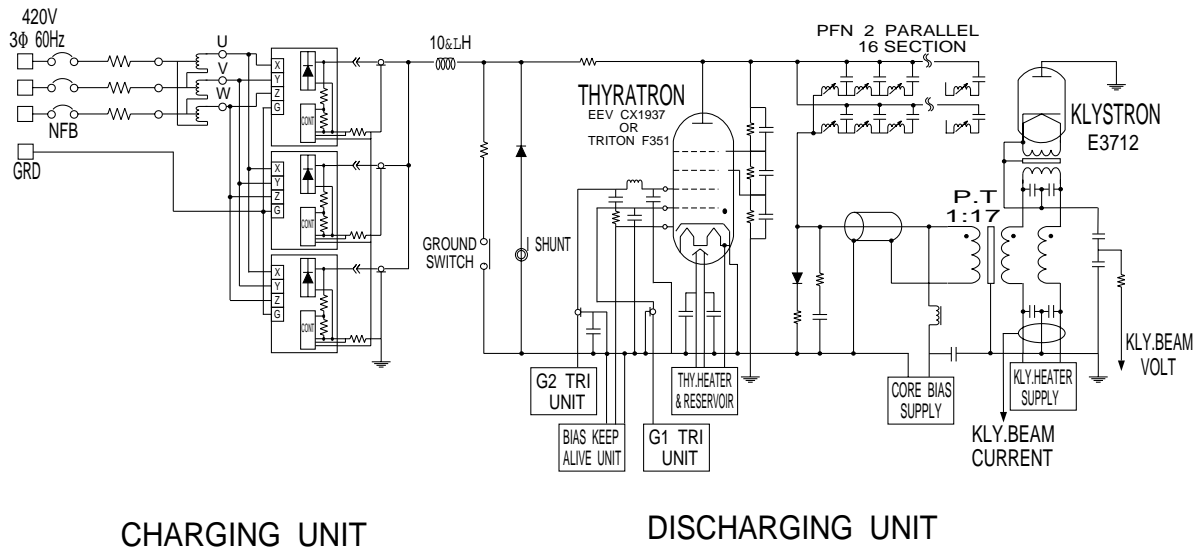 420V
3Φ 60Hz
U
V
W
NFB
GRD
X
Y
Z
G
CONT
X
Y
Z
G
CONT
X
Y
Z
G
CONT
10&LH
GROUND
SWITCH
I SHUNT
THYRATRON
EEV CX1937
OR
TRITON F351
PFN 2 PARALLEL
16 SECTION
KLYSTRON
E3712
P.T
1:17
G2 TRI
UNIT
BIAS KEEP
ALIVE UNIT
G1 TRI
UNIT
THY.HEATER
& RESERVOIR
CORE BIAS
SUPPLY
KLY.HEATER
SUPPLY
KLY.BEAM
VOLT
KLY.BEAM
CURRENT
CHARGING UNIT
DISCHARGING UNIT